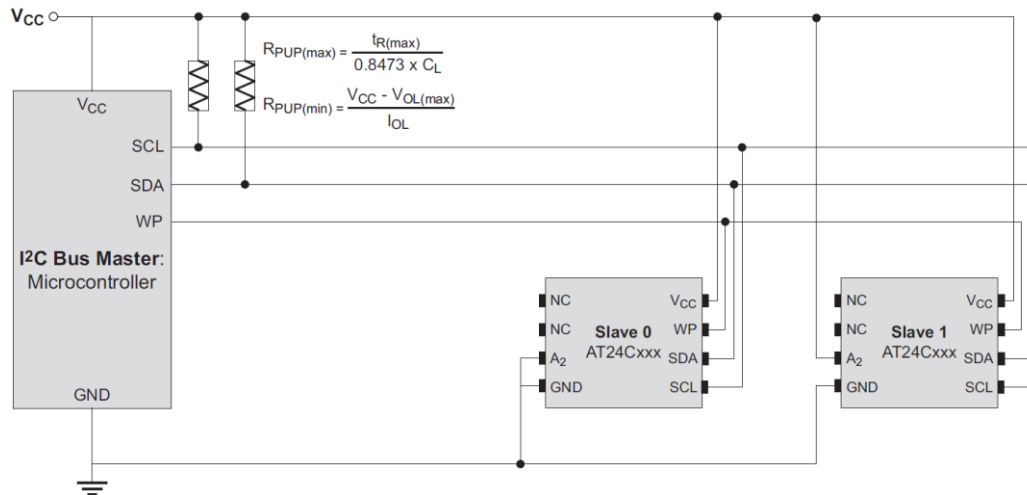 VCC
RPUP(max) = tR(max) / 0.8473 x CL
RPUP(min) = VCC - VOL(max) / IOL
VCC
SCL
SDA
WP
I²C Bus Master:
Microcontroller
GND
NC
NC
A2
GND
Slave 0
AT24Cxxx
VCC
WP
SDA
SCL
NC
NC
A2
GND
Slave 1
AT24Cxxx
VCC
WP
SDA
SCL